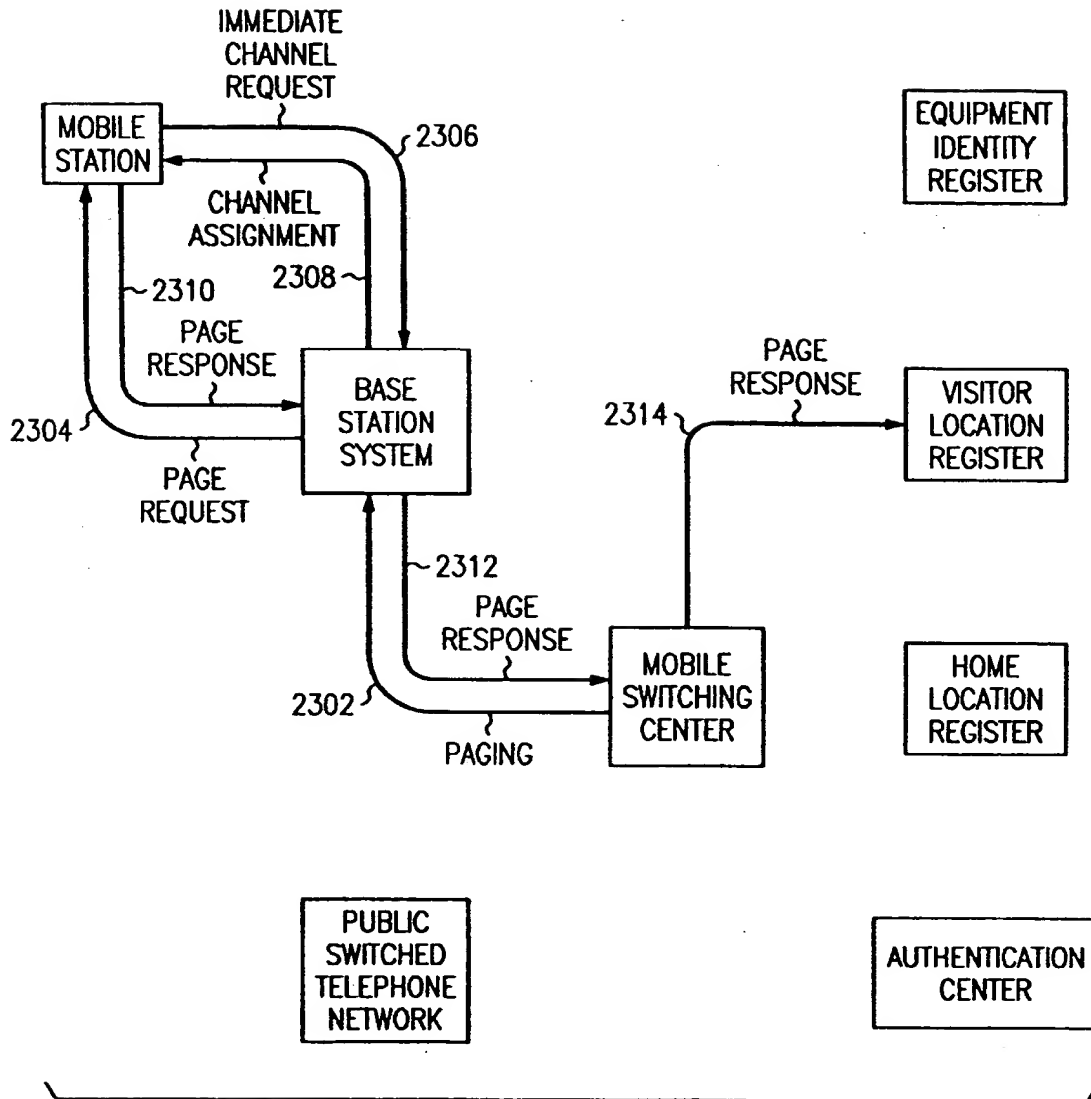 IMMEDIATE
CHANNEL
REQUEST
MOBILE
STATION
2306
EQUIPMENT
IDENTITY
REGISTER
CHANNEL
ASSIGNMENT
2308
2310
PAGE
RESPONSE
BASE
STATION
SYSTEM
2304
PAGE
REQUEST
PAGE
RESPONSE
2314
VISITOR
LOCATION
REGISTER
2312
PAGE
RESPONSE
2302
PAGING
MOBILE
SWITCHING
CENTER
HOME
LOCATION
REGISTER
PUBLIC
SWITCHED
TELEPHONE
NETWORK
AUTHENTICATION
CENTER